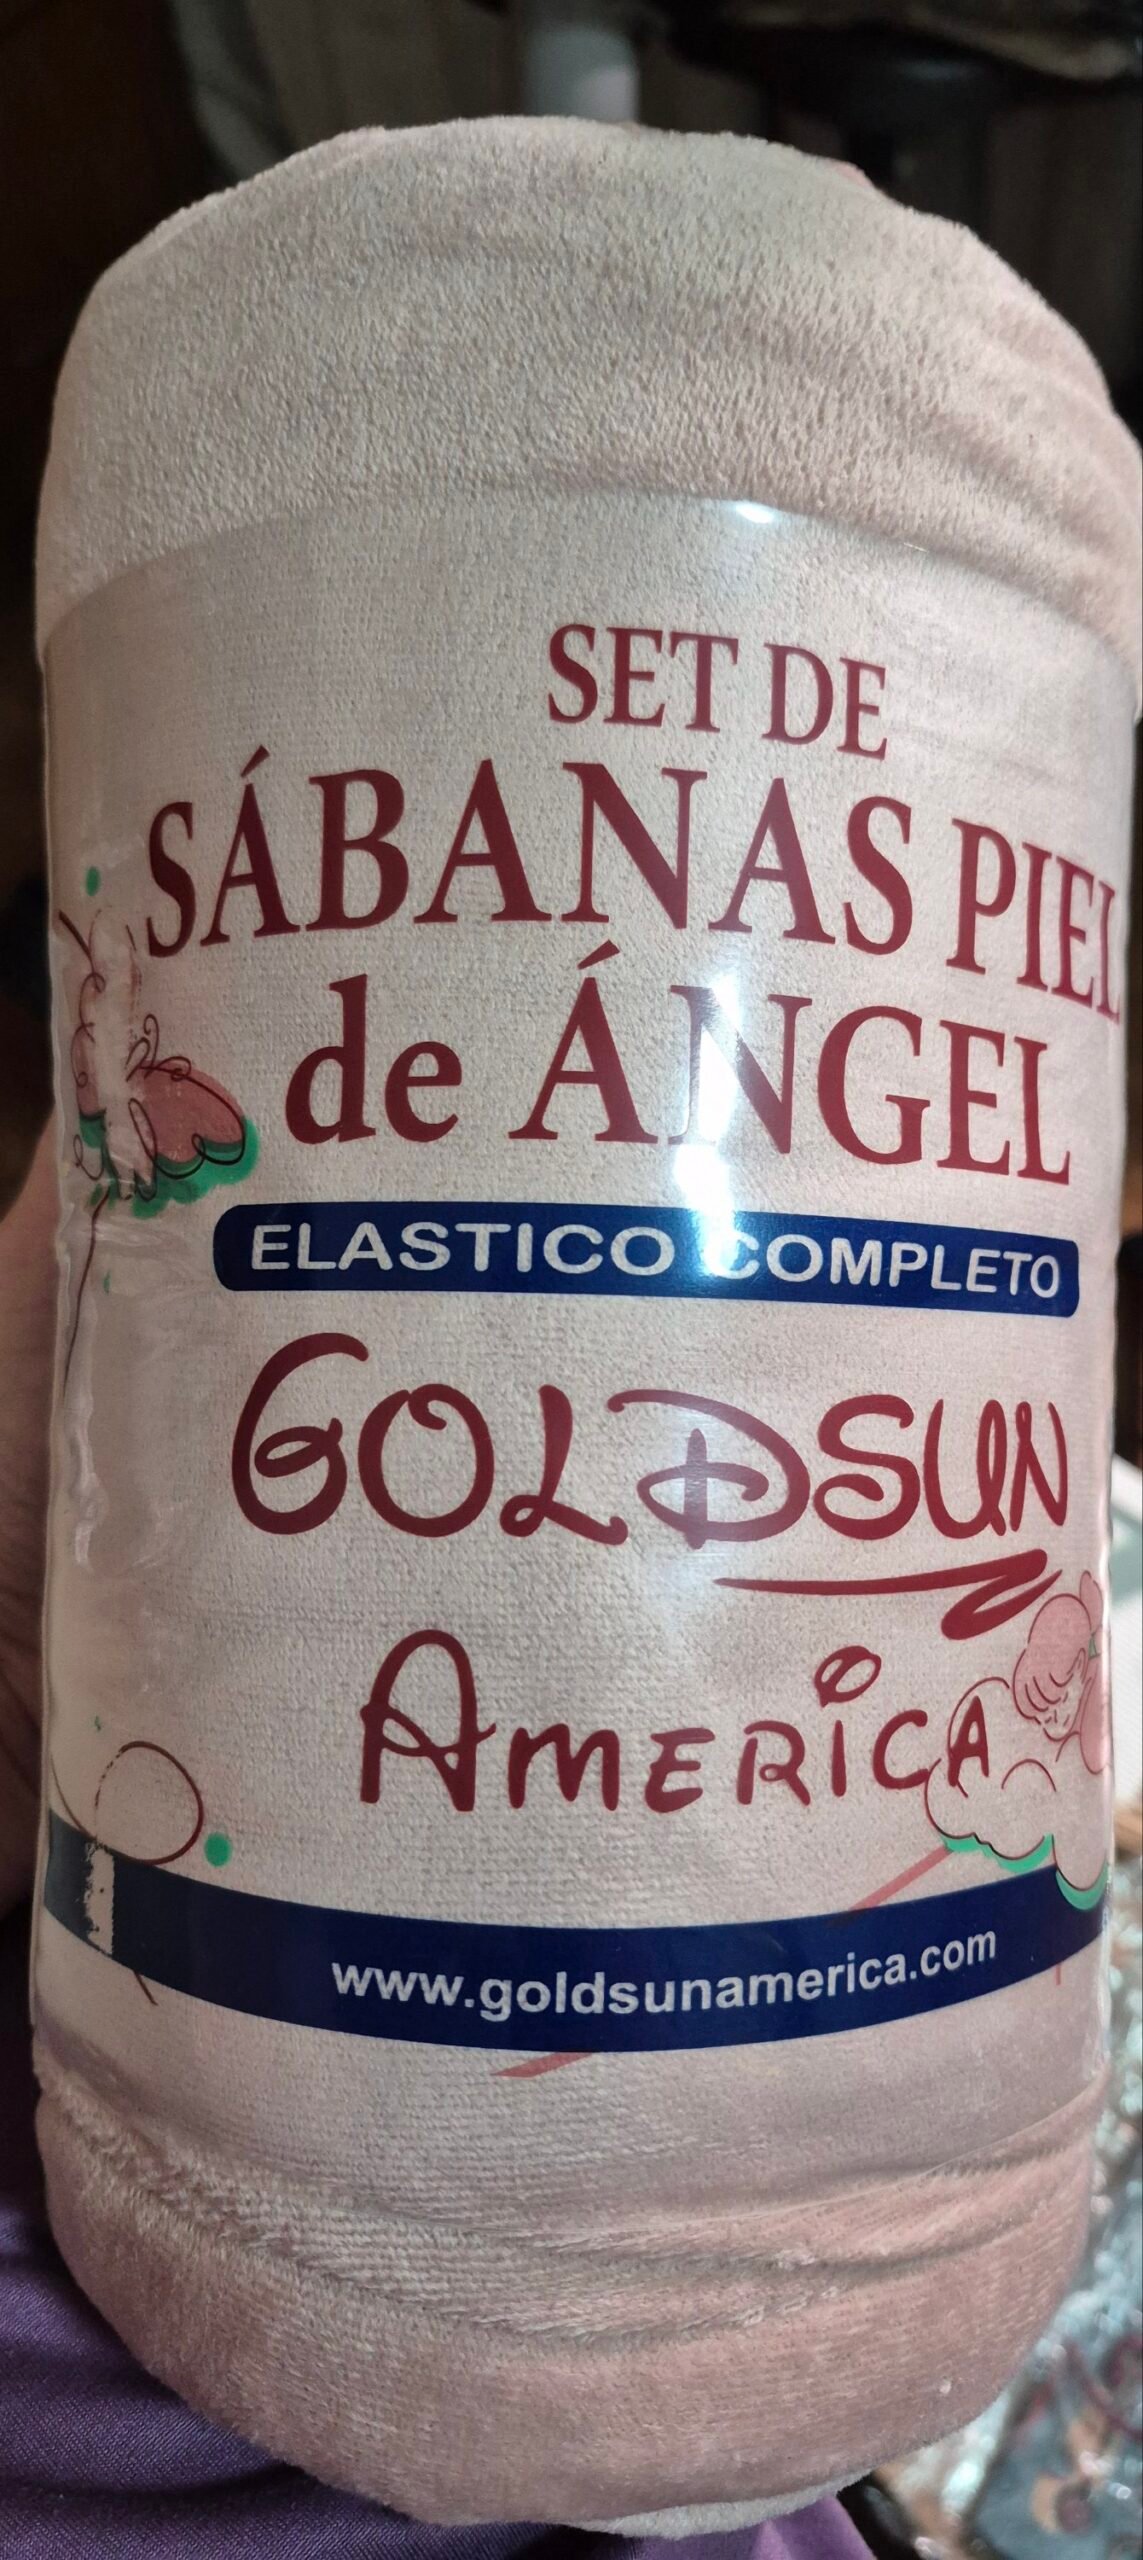 SET DE
SÁBANAS PIEL
de ÁNGEL
ELASTICO COMPLETO
GOLDSUN
AMERiCA
www.goldsunamerica.com